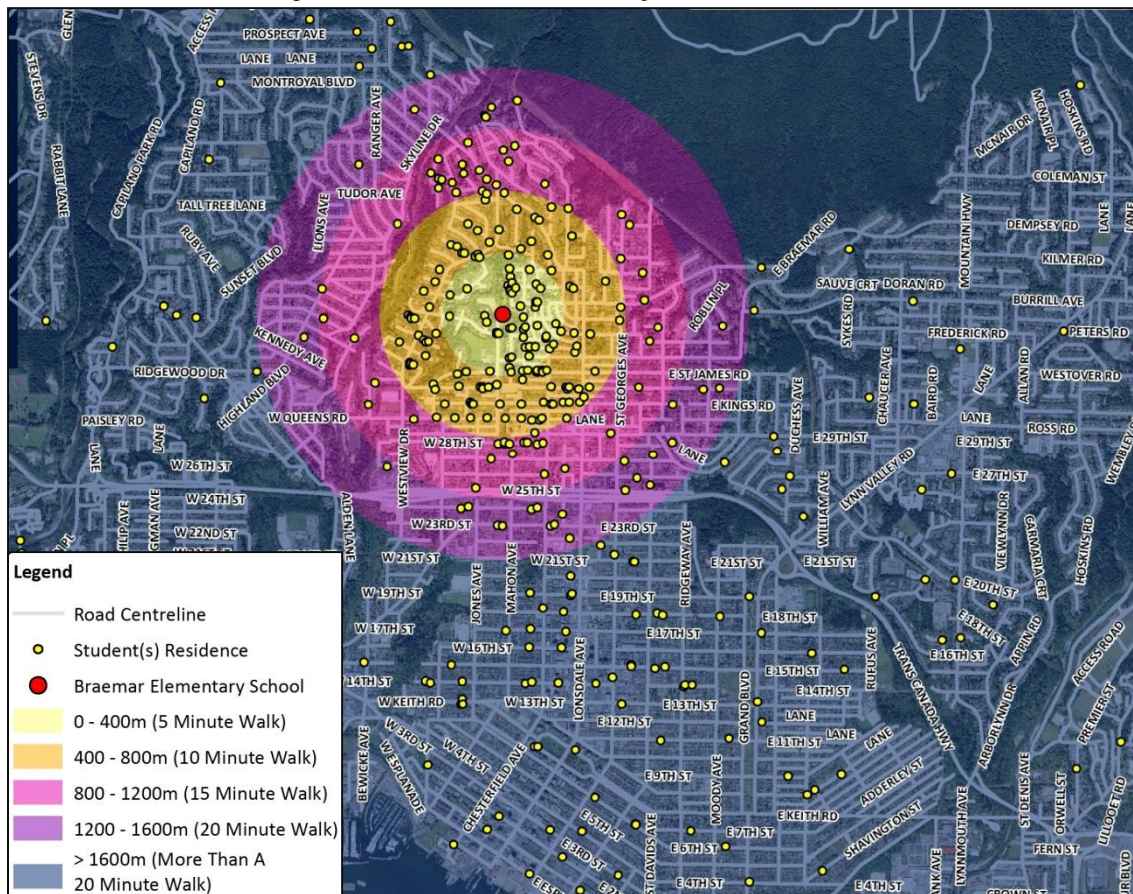 GLEN
ACCESS
PROSPECT AVE
LANE LANE
MONTROYAL BLVD
STEVENS DR
CAPILANO RD
CAPILANO PARK RD
RANGER AVE
SKYLINE DR
RABBIT LANE
TUDOR AVE
TALL TREE LANE
LIONS AVE
RUBY AVE
SUNSET BLVD
HOSKINS RD
MCNAIR PL
MCNAIR DR
COLEMAN ST
MOUNTAIN HWY
DEMPSEY RD
LANE
LANE
KILMER RD
E BRAEMAR RD
SAUVE CRT
DORAN RD
BURRILL AVE
ROBLIN PL
SYKES RD
FREDERICK RD
PETERS RD
KENNEDY AVE
RIDGEWOOD DR
HIGHLAND BLVD
ST GEORGES AVE
E ST JAMES RD
CHAUCER AVE
BAIRD RD
LANE
ALLAN RD
WESTOVER RD
PAISLEY RD
LANE
LANE
W QUEENS RD
LANE
E KINGS RD
DUCHESS AVE
LANE
ROSS RD
W 26TH ST
WESTVIEW DR
W 28TH ST
LANE
E 29TH ST
E 29TH ST
WEMBLEY
LYNN VALLEY RD
E 27TH ST
W 24TH ST
W 25TH ST
WILLIAM AVE
VIEWLYNN DR
W 22ND ST
ALDEN LANE
W 23RD ST
E 23RD ST
RIDGEWAY AVE
HOSKINS RD
W 21ST ST
W 21ST ST
E 21ST ST
E 21ST ST
JONES AVE
MAHON AVE
E 20TH ST
W 19TH ST
E 19TH ST
E 18TH ST
E 18TH ST
APPIN RD
W 17TH ST
E 17TH ST
E 16TH ST
W 16TH ST
LONSDALE AVE
E 15TH ST
RUFUS AVE
TRANS CANADA HWY
ACCESS ROAD
14TH ST
E 14TH ST
W KEITH RD
W 13TH ST
E 13TH ST
GRAND BLVD
LANE
ARBORLYNN DR
PREMIER ST
E 12TH ST
E 11TH ST
LANE
W 3RD ST
W 4TH ST
BEWICKE AVE
W ESPLANADE
CHESTERFIELD AVE
E 9TH ST
MOODY AVE
ADDERLEY ST
E KEITH RD
ST DENIS AVE
ORWELL ST
LILLOOET RD
E 5TH ST
E 7TH ST
SHAVINGTON ST
LYNMOUTH AVE
FERN ST
E 3RD ST
ST DAVIDS AVE
E 6TH ST
E 4TH ST
CROWN ST
Legend
Road Centreline
Student(s) Residence
Braemar Elementary School
0 - 400m (5 Minute Walk)
400 - 800m (10 Minute Walk)
800 - 1200m (15 Minute Walk)
1200 - 1600m (20 Minute Walk)
> 1600m (More Than A
20 Minute Walk)